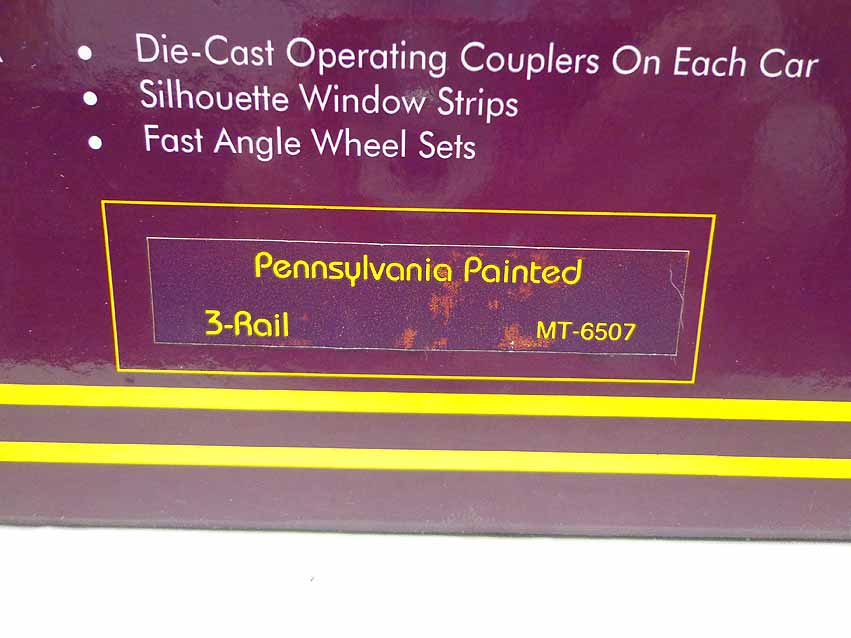 • Die-Cast Operating Couplers On Each Car
• Silhouette Window Strips
• Fast Angle Wheel Sets
Pennsylvania Painted
3-Rail MT-6507